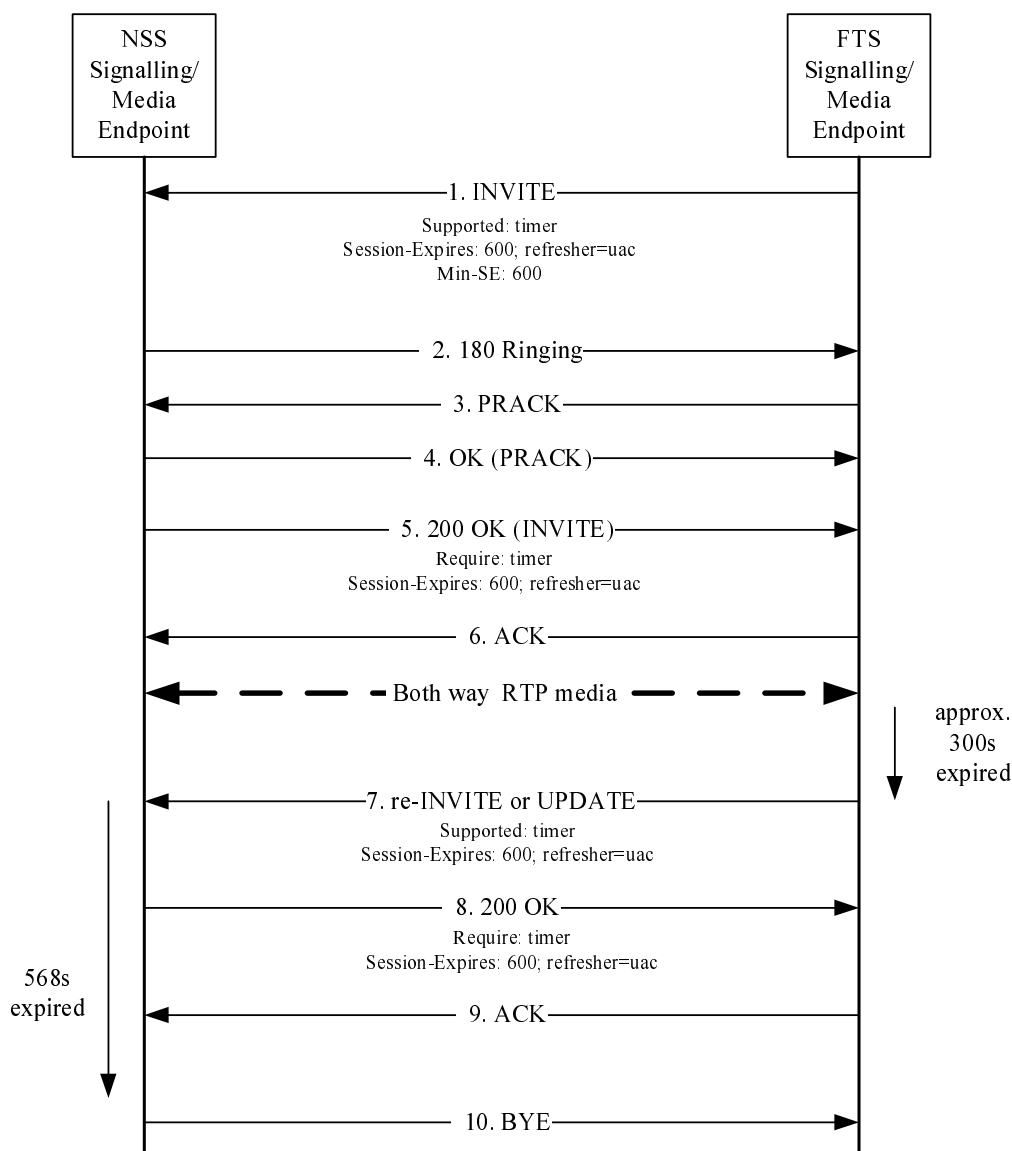 NSS
Signalling/
Media
Endpoint
FTS
Signalling/
Media
Endpoint
1. INVITE
Supported: timer
Session-Expires: 600; refresher=uac
Min-SE: 600
2. 180 Ringing
3. PRACK
4. OK (PRACK)
5. 200 OK (INVITE)
Require: timer
Session-Expires: 600; refresher=uac
6. ACK
Both way RTP media
approx.
300s
expired
7. re-INVITE or UPDATE
Supported: timer
Session-Expires: 600; refresher=uac
8. 200 OK
Require: timer
Session-Expires: 600; refresher=uac
568s
expired
9. ACK
10. BYE